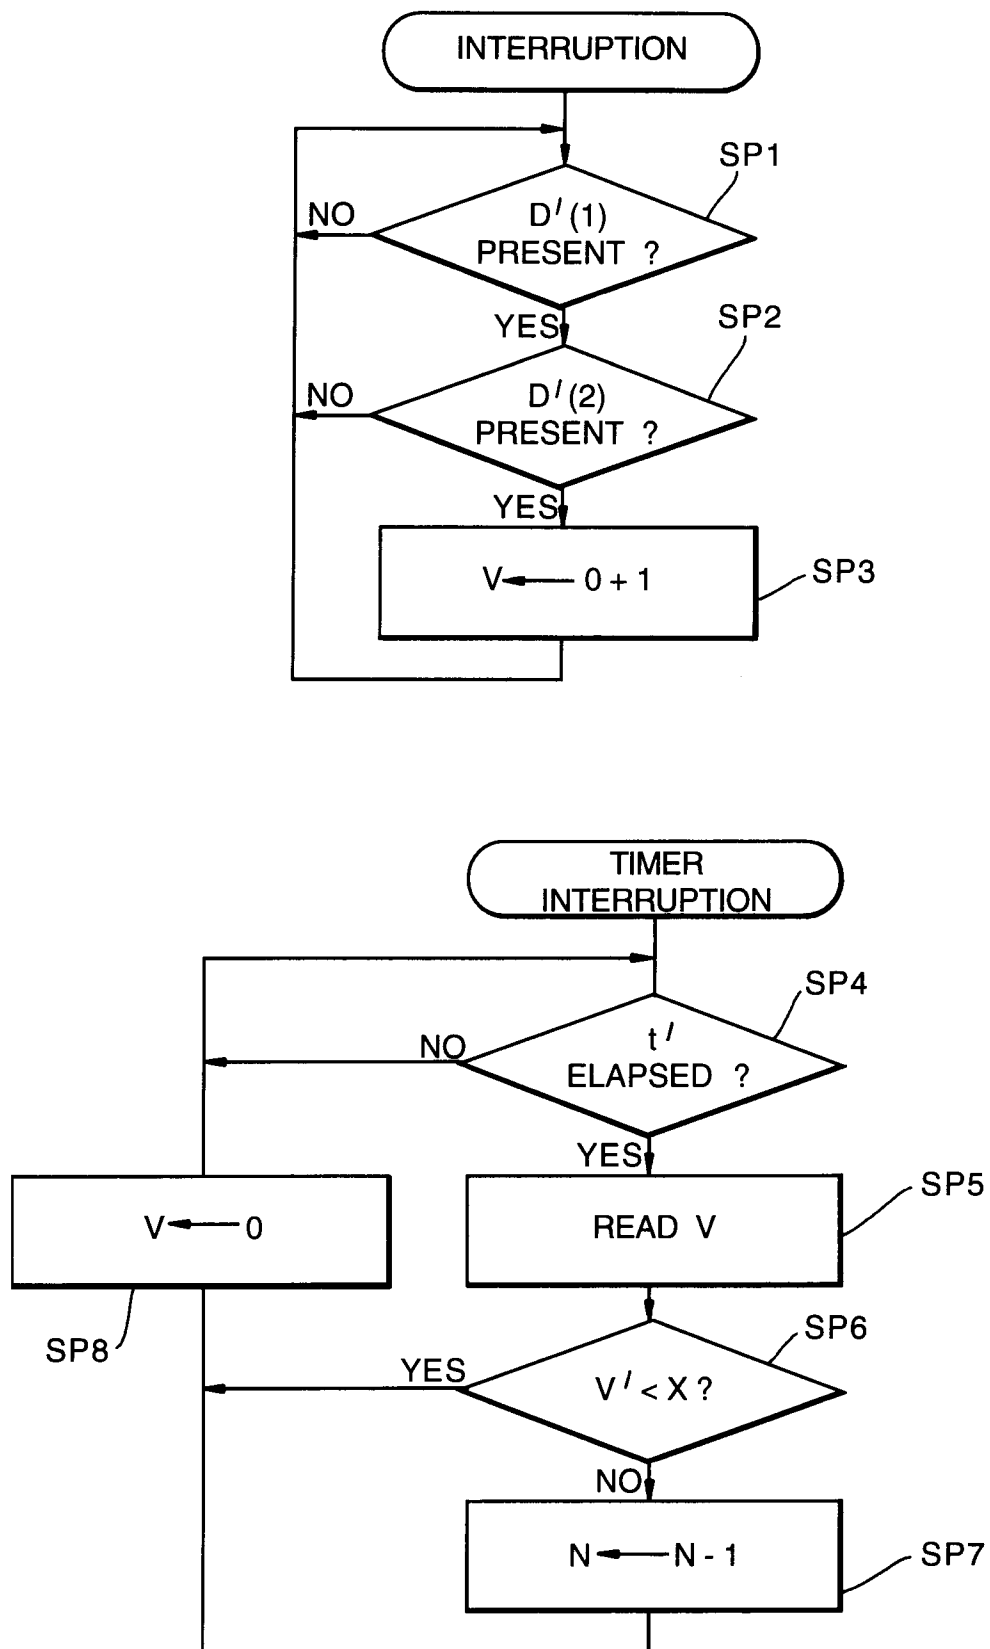 INTERRUPTION
SP1
NO
D′(1)
PRESENT ?
YES
SP2
NO
D′(2)
PRESENT ?
YES
V ← 0 + 1
SP3
TIMER
INTERRUPTION
SP4
NO
t′
ELAPSED ?
YES
SP5
READ V
V ← 0
SP8
SP6
YES
V′ < X ?
NO
N ← N - 1
SP7